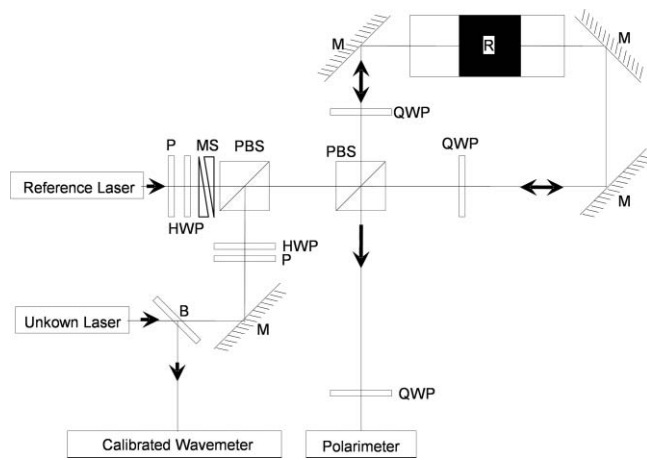 M
R
M
QWP
QWP
P
MS
PBS
PBS
Reference Laser
HWP
M
HWP
P
B
Unkown Laser
M
QWP
Calibrated Wavemeter
Polarimeter